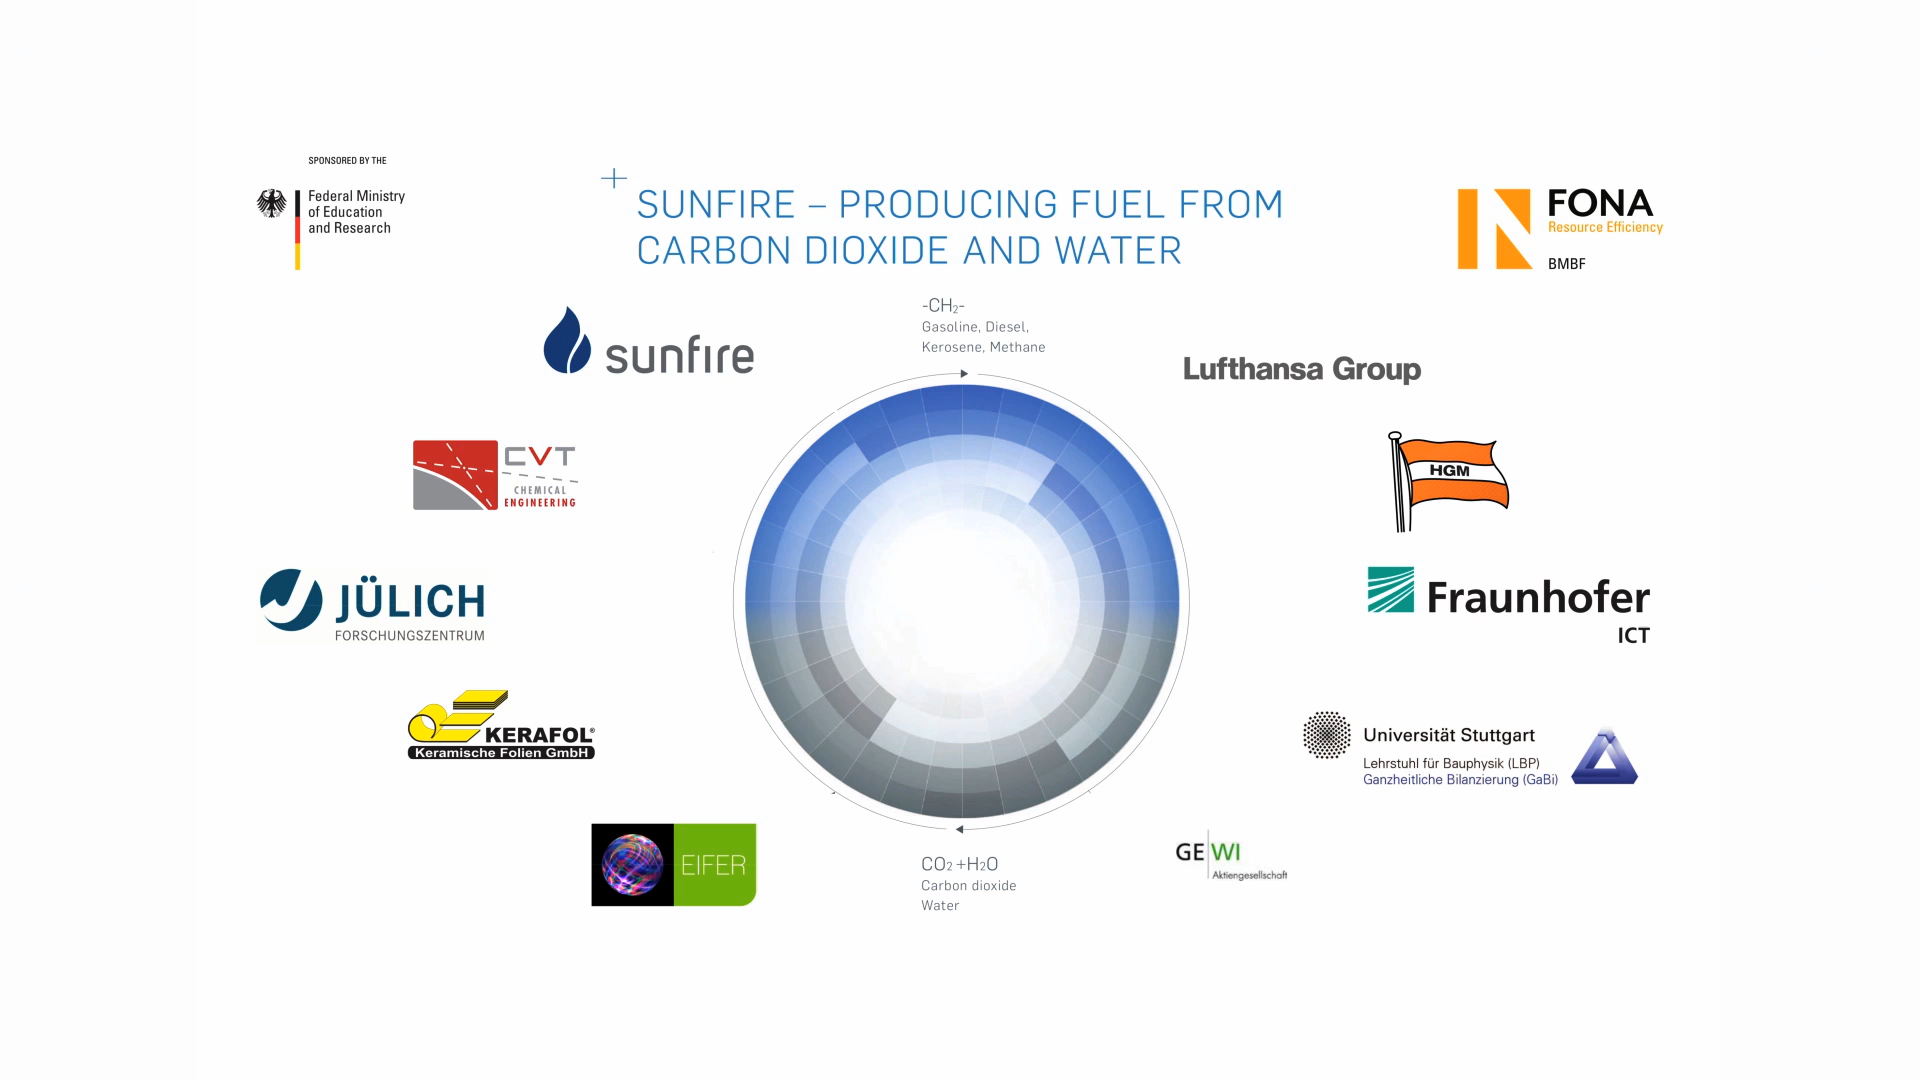 SPONSORED BY THE
Federal Ministry
of Education
and Research
SUNFIRE – PRODUCING FUEL FROM
CARBON DIOXIDE AND WATER
FONA
Resource Efficiency
BMBF
sunfire
-CH₂-
Gasoline, Diesel,
Kerosene, Methane
Lufthansa Group
CVT
CHEMICAL
ENGINEERING
HGM
JÜLICH
FORSCHUNGSZENTRUM
Fraunhofer
ICT
KERAFOL®
Keramische Folien GmbH
Universität Stuttgart
Lehrstuhl für Bauphysik (LBP)
Ganzheitliche Bilanzierung (GaBi)
EIFER
CO₂+H₂O
Carbon dioxide
Water
GEWI
Aktiengesellschaft